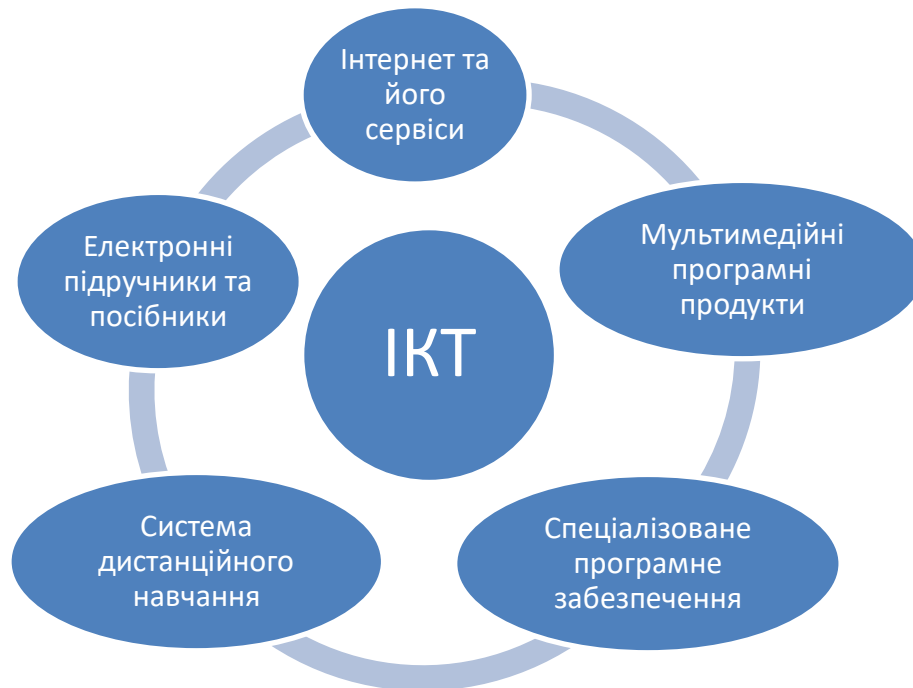 Інтернет та
його
сервіси
Мультимедійні
програмні
продукти
Спеціалізоване
програмне
забезпечення
Система
дистанційного
навчання
Електронні
підручники та
посібники
ІКТ